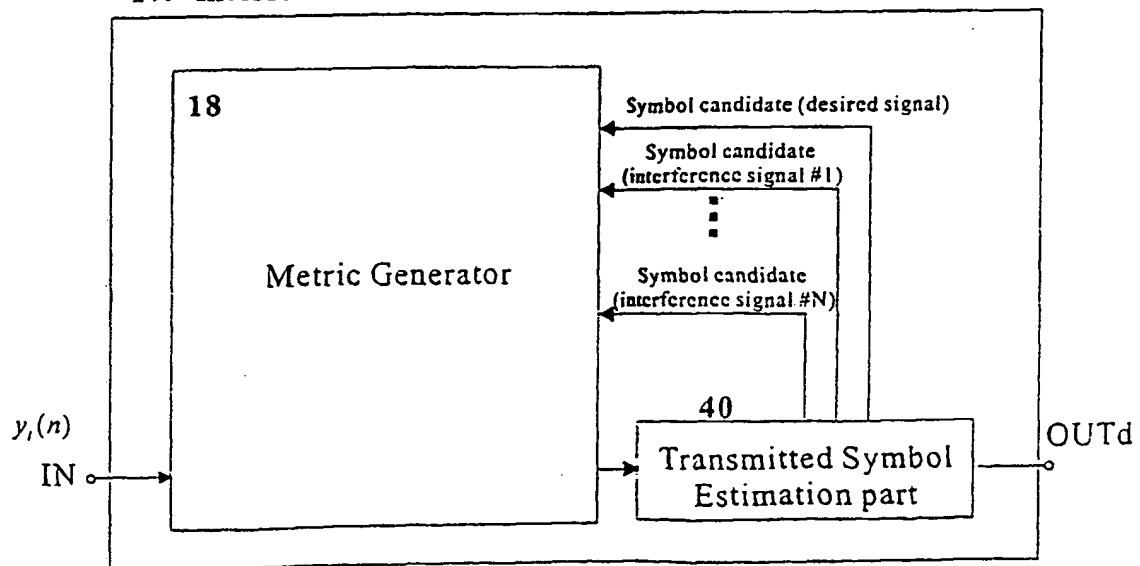 18
Symbol candidate (desired signal)
Symbol candidate
(interference signal #1)
Metric Generator
Symbol candidate
(interference signal #N)
40
y_i(n)
IN
Transmitted Symbol
Estimation part
OUTd